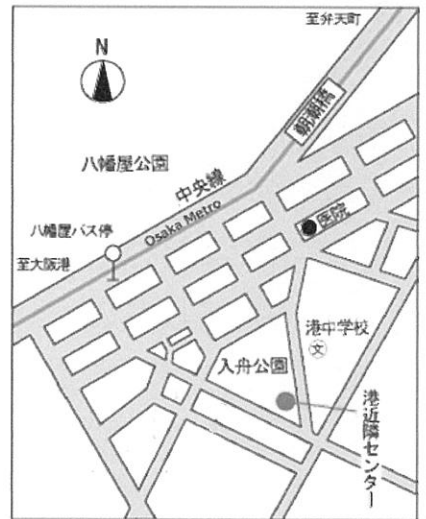 至弁天町
N
朝潮橋
八幡屋公園
中央線
Osaka Metro
八幡屋バス停
至大阪港
医院
港中学校
文
入舟公園
港近隣センター